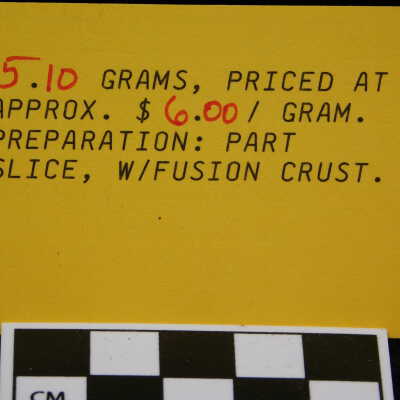 5.10 GRAMS, PRICED AT
APPROX. $ 6.00 / GRAM.
PREPARATION: PART
SLICE, W/FUSION CRUST.
CM